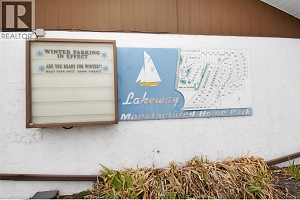 REALTOR®
WINTER PARKING
IN EFFECT
ARE YOU READY FOR WINTER?
Lakeway
Manufactured Home Park